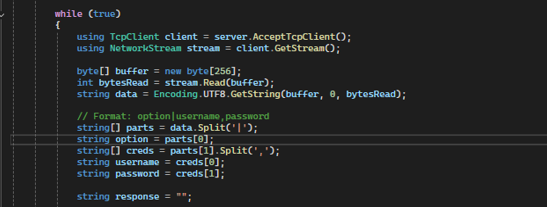 while (true)
{
using TcpClient client = server.AcceptTcpClient();
using NetworkStream stream = client.GetStream();
byte[] buffer = new byte[256];
int bytesRead = stream.Read(buffer);
string data = Encoding.UTF8.GetString(buffer, 0, bytesRead);
// Format: option|username,password
string[] parts = data.Split('|');
string option = parts[0];
string[] creds = parts[1].Split(',');
string username = creds[0];
string password = creds[1];
string response = "";